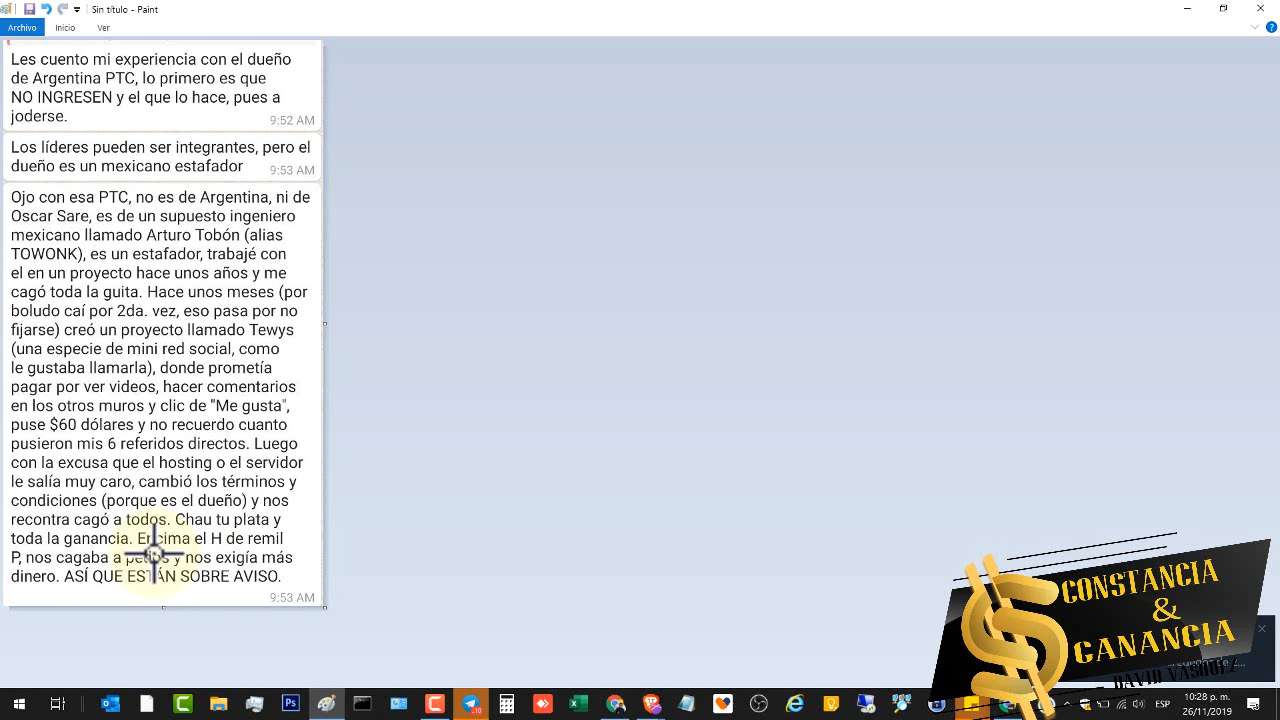 Sin título - Paint
Archivo Inicio Ver
Les cuento mi experiencia con el dueño
de Argentina PTC, lo primero es que
NO INGRESEN y el que lo hace, pues a
joderse.
9:52 AM
Los líderes pueden ser integrantes, pero el
dueño es un mexicano estafador
9:53 AM
Ojo con esa PTC, no es de Argentina, ni de
Oscar Sare, es de un supuesto ingeniero
mexicano llamado Arturo Tobón (alias
TOWONK), es un estafador, trabajé con
el en un proyecto hace unos años y me
cagó toda la guita. Hace unos meses (por
boludo caí por 2da. vez, eso pasa por no
fijarse) creó un proyecto llamado Tewys
(una especie de mini red social, como
le gustaba llamarla), donde prometía
pagar por ver videos, hacer comentarios
en los otros muros y clic de "Me gusta",
puse $60 dólares y no recuerdo cuanto
pusieron mis 6 referidos directos. Luego
con la excusa que el hosting o el servidor
le salía muy caro, cambió los términos y
condiciones (porque es el dueño) y nos
recontra cagó a todos. Chau tu plata y
toda la ganancia. Encima el H de remil
P, nos cagaba a pedos y nos exigía más
dinero. ASÍ QUE ESTÁN SOBRE AVISO.
9:53 AM
CONSTANCIA
&
GANANCIA
DAVID VASQUEZ
ESP
10:28 p. m.
26/11/2019